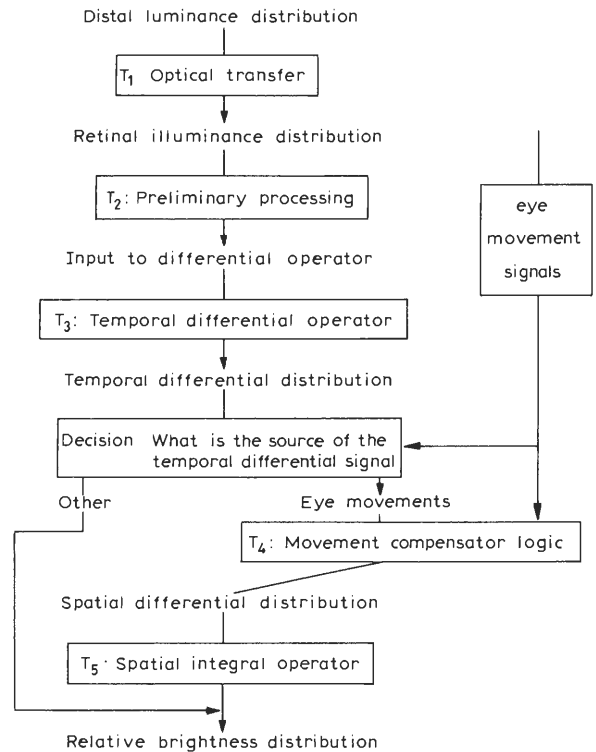 Distal luminance distribution
T1 Optical transfer
Retinal illuminance distribution
T2: Preliminary processing
eye
movement
signals
Input to differential operator
T3: Temporal differential operator
Temporal differential distribution
Decision What is the source of the
temporal differential signal
Other
Eye movements
T4: Movement compensator logic
Spatial differential distribution
T5· Spatial integral operator
Relative brightness distribution